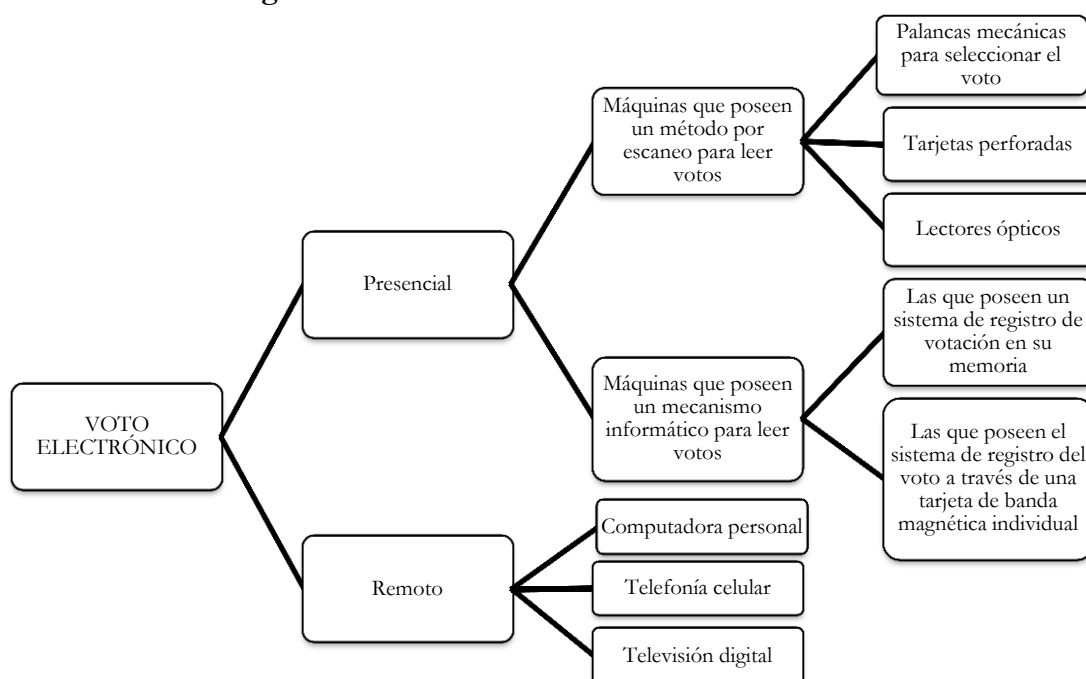 Palancas mecánicas
para seleccionar el
voto
Máquinas que poseen
un método por
escaneo para leer
votos
Tarjetas perforadas
Lectores ópticos
Presencial
Las que poseen un
sistema de registro de
votación en su
memoria
Máquinas que poseen
un mecanismo
informático para leer
votos
VOTO
ELECTRÓNICO
Las que poseen el
sistema de registro del
voto a través de una
tarjeta de banda
magnética individual
Computadora personal
Remoto
Telefonía celular
Televisión digital